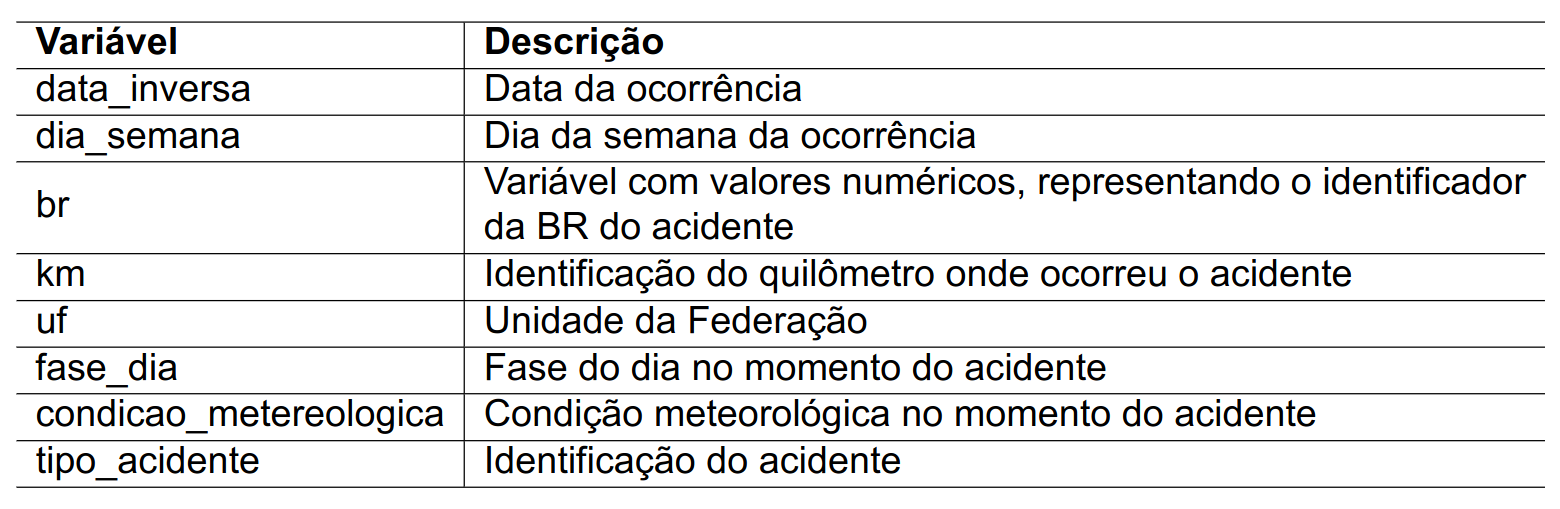 Variável Descrição
data_inversa Data da ocorrência
dia_semana Dia da semana da ocorrência
br Variável com valores numéricos, representando o identificador
da BR do acidente
km Identificação do quilômetro onde ocorreu o acidente
uf Unidade da Federação
fase_dia Fase do dia no momento do acidente
condicao_metereologica Condição meteorológica no momento do acidente
tipo_acidente Identificação do acidente